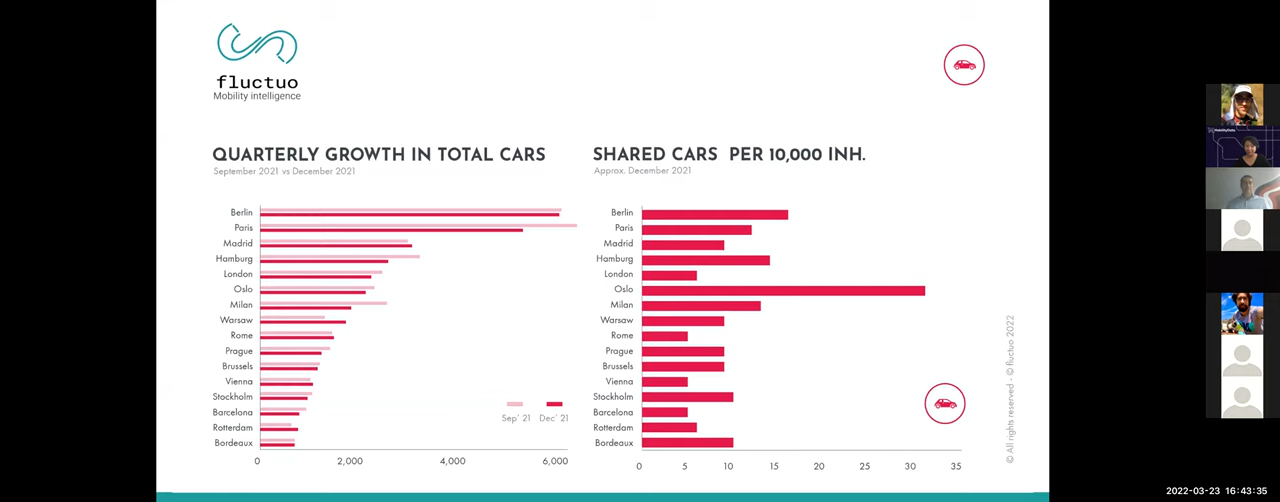 fluctuo
Mobility intelligence
QUARTERLY GROWTH IN TOTAL CARS
September 2021 vs December 2021
Berlin
Paris
Madrid
Hamburg
London
Oslo
Milan
Warsaw
Rome
Prague
Brussels
Vienna
Stockholm
Barcelona
Rotterdam
Bordeaux
Sep' 21 Dec' 21
0 2,000 4,000 6,000
SHARED CARS PER 10,000 INH.
Approx. December 2021
Berlin
Paris
Madrid
Hamburg
London
Oslo
Milan
Warsaw
Rome
Prague
Brussels
Vienna
Stockholm
Barcelona
Rotterdam
Bordeaux
0 5 10 15 20 25 30 35
© All rights reserved - © fluctuo 2022
2022-03-23 16:43:35